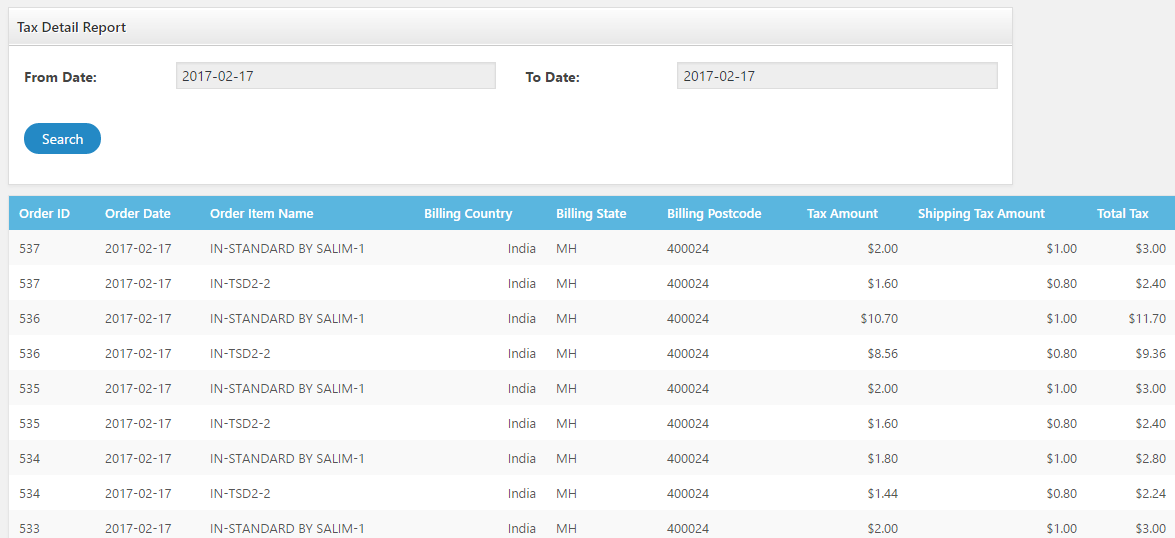 Tax Detail Report
From Date: 2017-02-17 To Date: 2017-02-17
Search
Order ID Order Date Order Item Name Billing Country Billing State Billing Postcode Tax Amount Shipping Tax Amount Total Tax
537 2017-02-17 IN-STANDARD BY SALIM-1 India MH 400024 $2.00 $1.00 $3.00
537 2017-02-17 IN-TSD2-2 India MH 400024 $1.60 $0.80 $2.40
536 2017-02-17 IN-STANDARD BY SALIM-1 India MH 400024 $10.70 $1.00 $11.70
536 2017-02-17 IN-TSD2-2 India MH 400024 $8.56 $0.80 $9.36
535 2017-02-17 IN-STANDARD BY SALIM-1 India MH 400024 $2.00 $1.00 $3.00
535 2017-02-17 IN-TSD2-2 India MH 400024 $1.60 $0.80 $2.40
534 2017-02-17 IN-STANDARD BY SALIM-1 India MH 400024 $1.80 $1.00 $2.80
534 2017-02-17 IN-TSD2-2 India MH 400024 $1.44 $0.80 $2.24
533 2017-02-17 IN-STANDARD BY SALIM-1 India MH 400024 $2.00 $1.00 $3.00